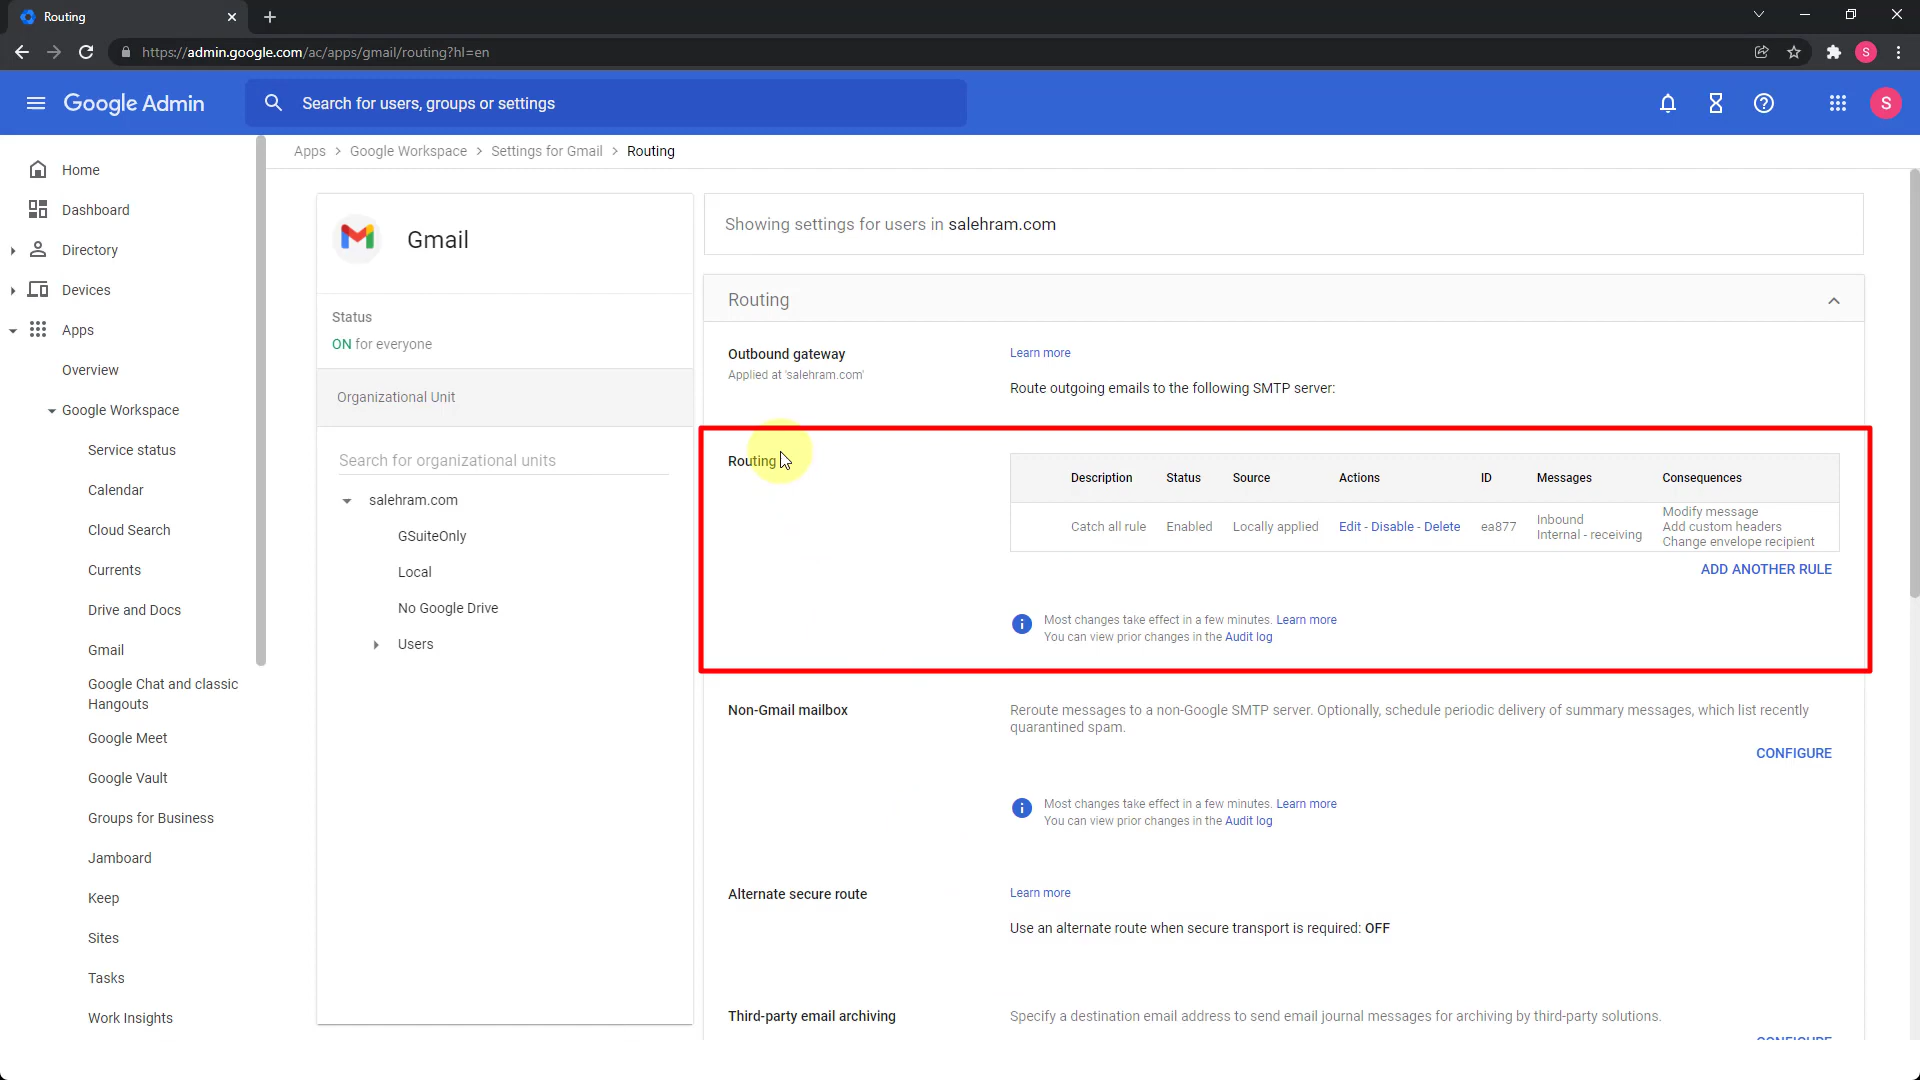 Routing
https://admin.google.com/ac/apps/gmail/routing?hl=en
S
Google Admin
Search for users, groups or settings
S
Home
Dashboard
Directory
Devices
Apps
Overview
Google Workspace
Service status
Calendar
Cloud Search
Currents
Drive and Docs
Gmail
Google Chat and classic
Hangouts
Google Meet
Google Vault
Groups for Business
Jamboard
Keep
Sites
Tasks
Work Insights
Apps > Google Workspace > Settings for Gmail > Routing
Gmail
Status
ON for everyone
Organizational Unit
Search for organizational units
salehram.com
GSuiteOnly
Local
No Google Drive
Users
Showing settings for users in salehram.com
Routing
Outbound gateway
Applied at 'salehram.com'
Learn more
Route outgoing emails to the following SMTP server:
Routing
Description Status Source Actions ID Messages Consequences
Catch all rule Enabled Locally applied Edit - Disable - Delete ea877
Inbound
Internal - receiving
Modify message
Add custom headers
Change envelope recipient
ADD ANOTHER RULE
Most changes take effect in a few minutes. Learn more
You can view prior changes in the Audit log
Non-Gmail mailbox
Reroute messages to a non-Google SMTP server. Optionally, schedule periodic delivery of summary messages, which list recently
quarantined spam.
CONFIGURE
Most changes take effect in a few minutes. Learn more
You can view prior changes in the Audit log
Alternate secure route
Learn more
Use an alternate route when secure transport is required: OFF
Third-party email archiving
Specify a destination email address to send email journal messages for archiving by third-party solutions.
CONFIGURE